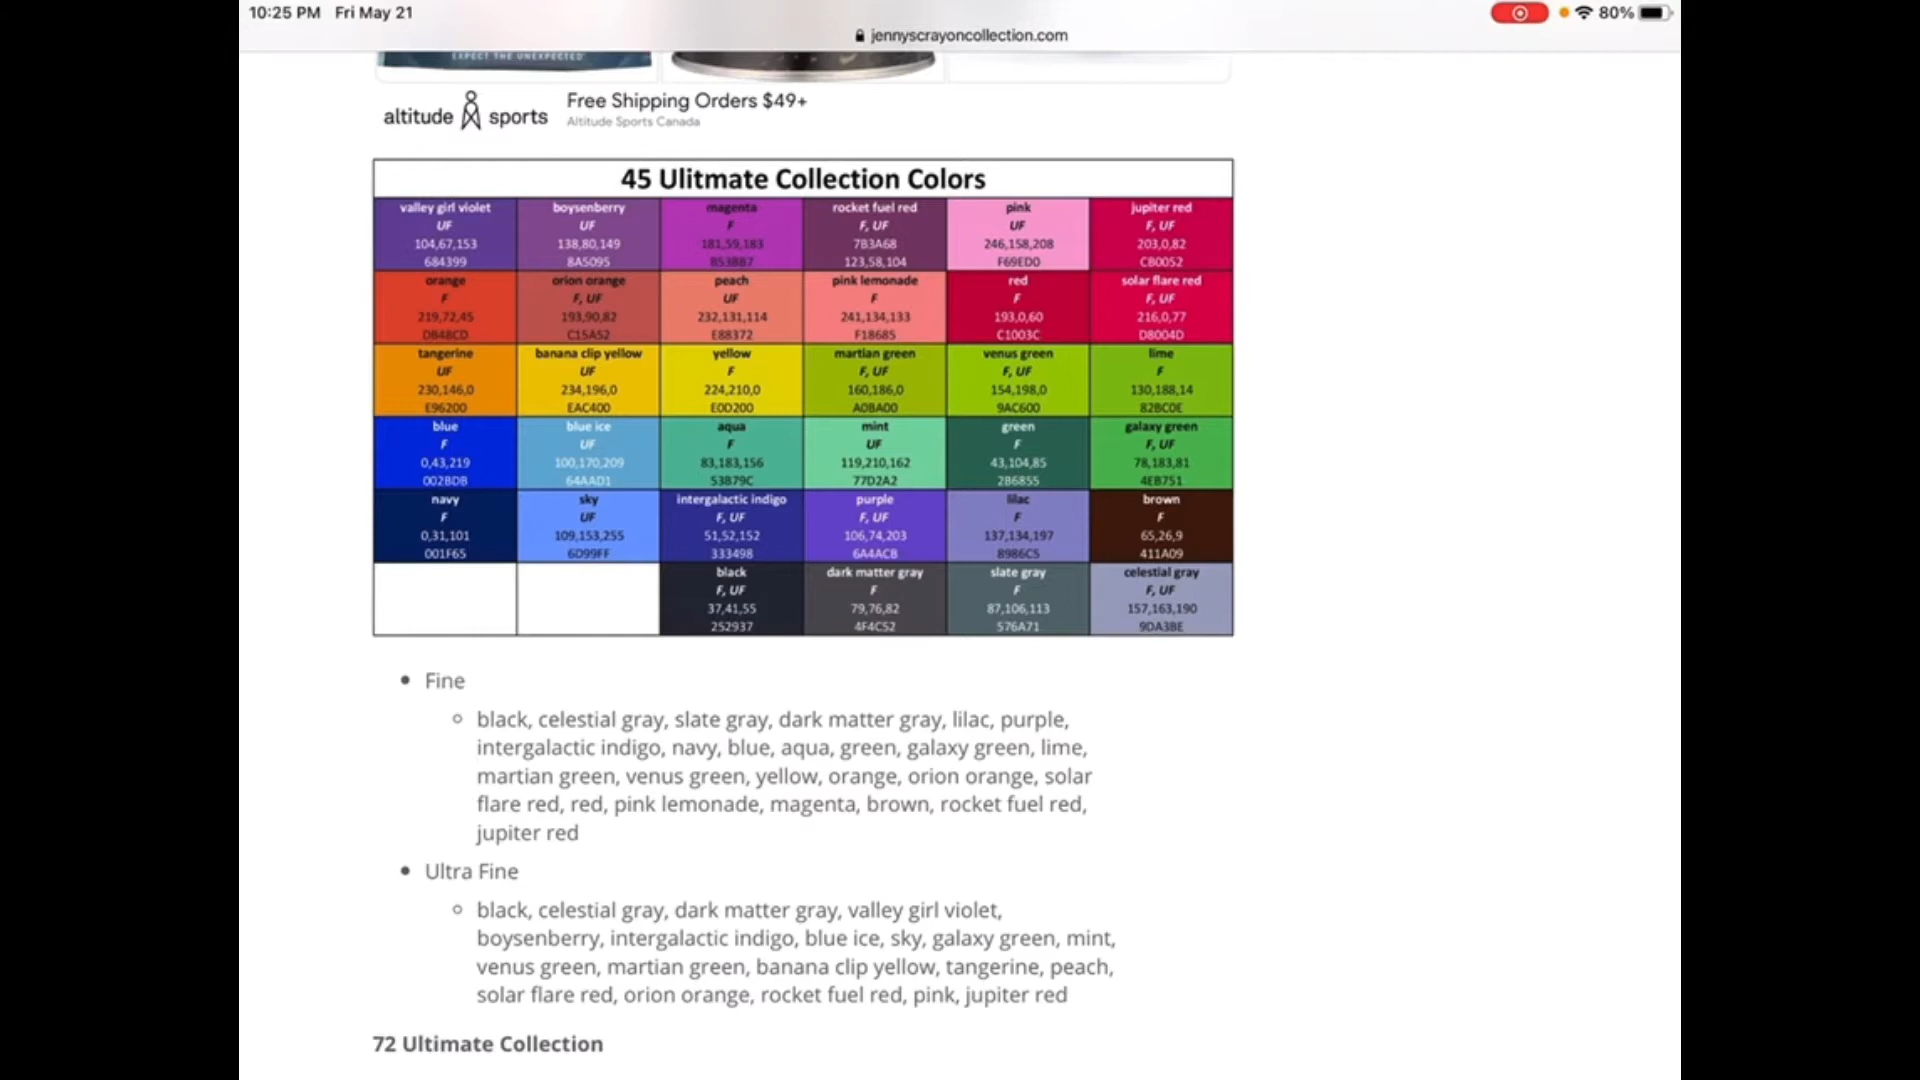 10:25 PM Fri May 21
80%
jennyscrayoncollection.com
EXPECT THE UNEXPECTED
altitude sports
Free Shipping Orders $49+
Altitude Sports Canada
45 Ulitmate Collection Colors
valley girl violet boysenberry magenta rocket fuel red pink jupiter red
UF UF F F, UF UF F, UF
104,67,153 138,80,149 181,59,183 7B3A68 246,158,208 203,0,82
684399 8A5095 B53BB7 123,58,104 F69ED0 CB0052
orange orion orange peach pink lemonade red solar flare red
F F, UF UF F F F, UF
219,72,45 193,90,82 232,131,114 241,134,133 193,0,60 216,0,77
DB48CD C15A52 E88372 F18685 C1003C D8004D
tangerine banana clip yellow yellow martian green venus green lime
UF UF F F, UF F, UF F
230,146,0 234,196,0 224,210,0 160,186,0 154,198,0 130,188,14
E96200 EAC400 E0D200 A0BA00 9AC600 82BC0E
blue blue ice aqua mint green galaxy green
F UF F UF F F, UF
0,43,219 100,170,209 83,183,156 119,210,162 43,104,85 78,183,81
002BDB 64AAD1 53B79C 77D2A2 2B6855 4EB751
navy sky intergalactic indigo purple lilac brown
F UF F, UF F, UF F F
0,31,101 109,153,255 51,52,152 106,74,203 137,134,197 65,26,9
001F65 6D99FF 333498 6A4ACB 8986C5 411A09
black dark matter gray slate gray celestial gray
F, UF F F F, UF
37,41,55 79,76,82 87,106,113 157,163,190
252937 4F4C52 576A71 9DA3BE
Fine
black, celestial gray, slate gray, dark matter gray, lilac, purple,
intergalactic indigo, navy, blue, aqua, green, galaxy green, lime,
martian green, venus green, yellow, orange, orion orange, solar
flare red, red, pink lemonade, magenta, brown, rocket fuel red,
jupiter red
Ultra Fine
black, celestial gray, dark matter gray, valley girl violet,
boysenberry, intergalactic indigo, blue ice, sky, galaxy green, mint,
venus green, martian green, banana clip yellow, tangerine, peach,
solar flare red, orion orange, rocket fuel red, pink, jupiter red
72 Ultimate Collection